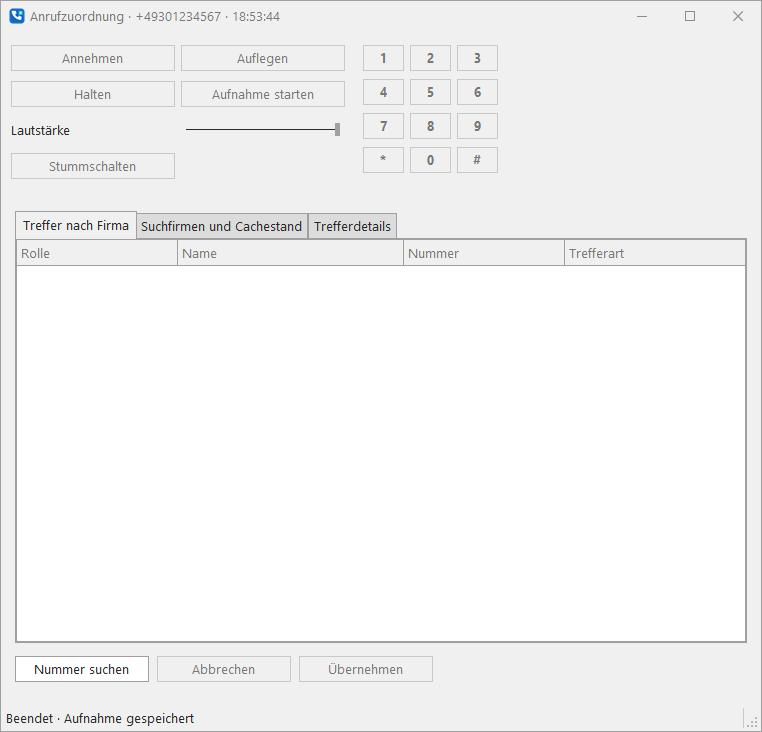 Anrufzuordnung · +49301234567 · 18:53:44
Annehmen Auflegen 1 2 3
Halten Aufnahme starten 4 5 6
Lautstärke 7 8 9
Stummschalten * 0 #
Treffer nach Firma Suchfirmen und Cachestand Trefferdetails
Rolle Name Nummer Trefferart
Nummer suchen Abbrechen Übernehmen
Beendet · Aufnahme gespeichert